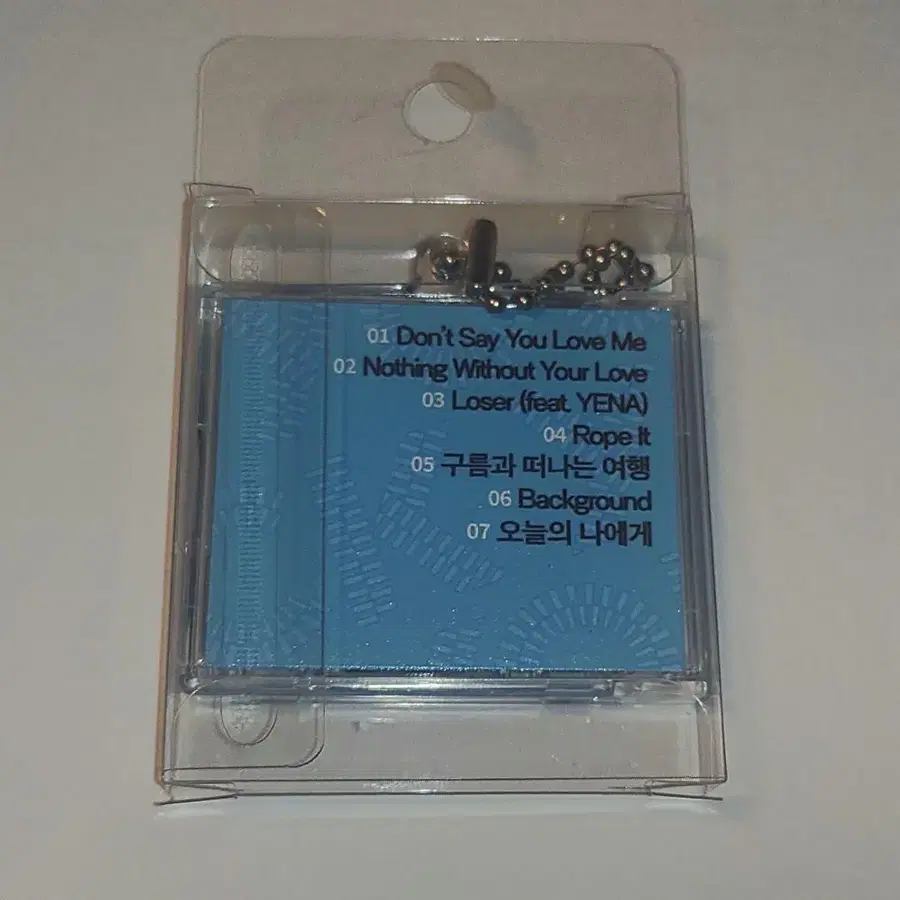 01 Don't Say You Love Me
02 Nothing Without Your Love
03 Loser (feat. YENA)
04 Rope It
05 구름과 떠나는 여행
06 Background
07 오늘의 나에게